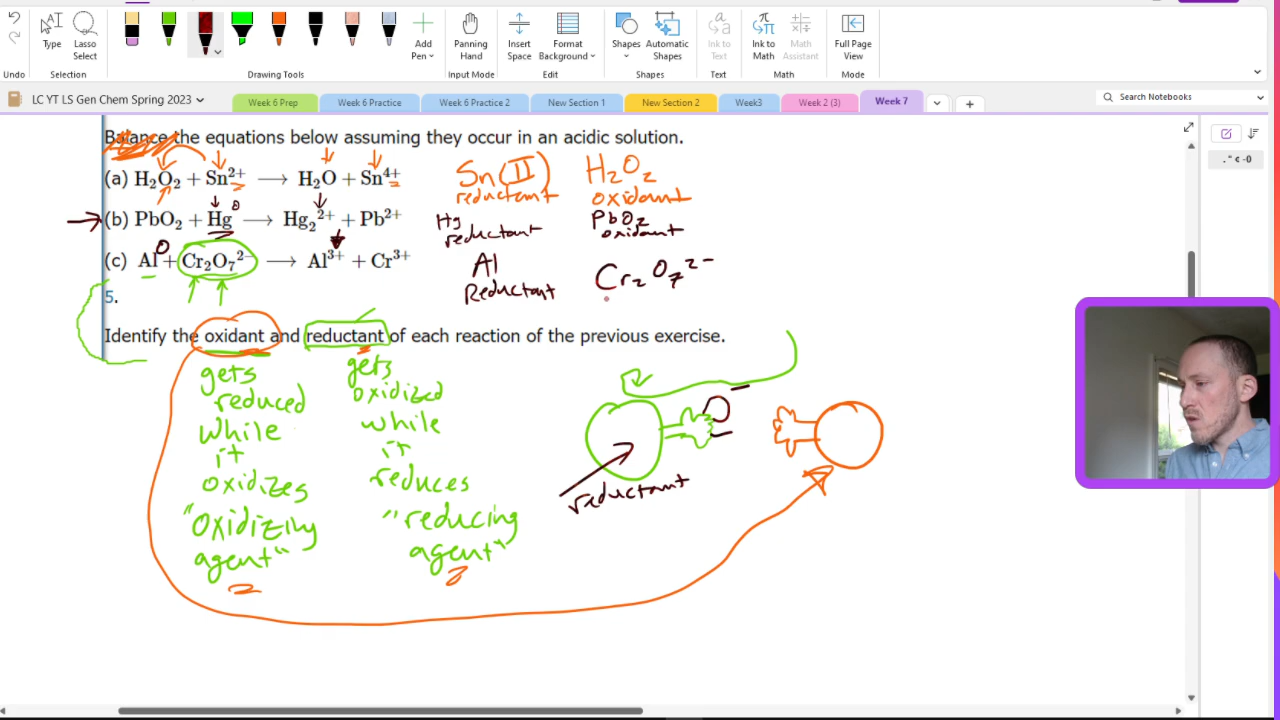 Undo
Type
Lasso Select
Selection
Drawing Tools
Add Pen
Panning Hand
Input Mode
Insert Space
Format Background
Edit
Shapes
Automatic Shapes
Shapes
Ink to Text
Text
Ink to Math
Math Assistant
Math
Full Page View
Mode
LC YT LS Gen Chem Spring 2023
Week 6 Prep
Week 6 Practice
Week 6 Practice 2
New Section 1
New Section 2
Week3
Week 2 (3)
Week 7
Search Notebooks
Balance the equations below assuming they occur in an acidic solution.
(a) H₂O₂ + Sn²⁺ ⟶ H₂O + Sn⁴⁺
Sn(II) H₂O₂
reductant oxidant
(b) PbO₂ + Hg⁰ ⟶ Hg₂²⁺ + Pb²⁺
Hg PbO₂
reductant oxidant
(c) Al⁰ + Cr₂O₇²⁻ ⟶ Al³⁺ + Cr³⁺
Al Cr₂O₇²⁻
Reductant
5.
Identify the oxidant and reductant of each reaction of the previous exercise.
gets reduced while it oxidizes
"oxidizing agent"
gets oxidized while it reduces
"reducing agent"
reductant